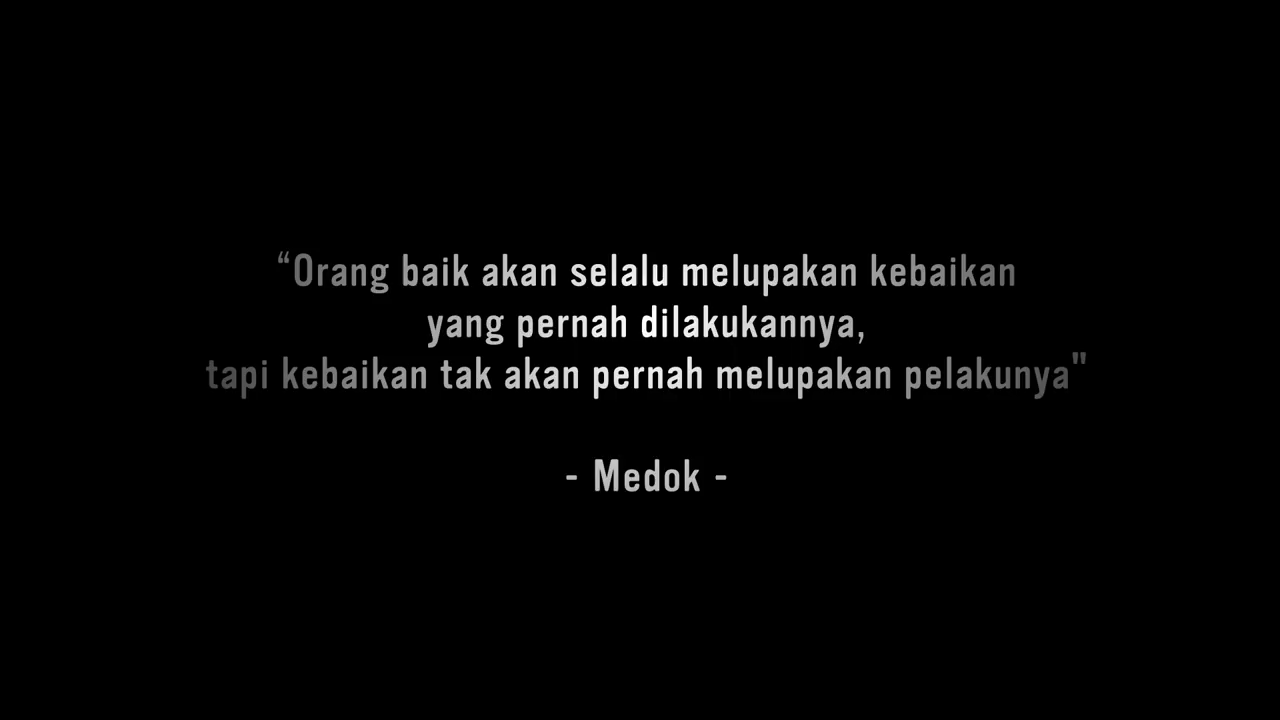 “Orang baik akan selalu melupakan kebaikan
yang pernah dilakukannya,
tapi kebaikan tak akan pernah melupakan pelakunya"
- Medok -